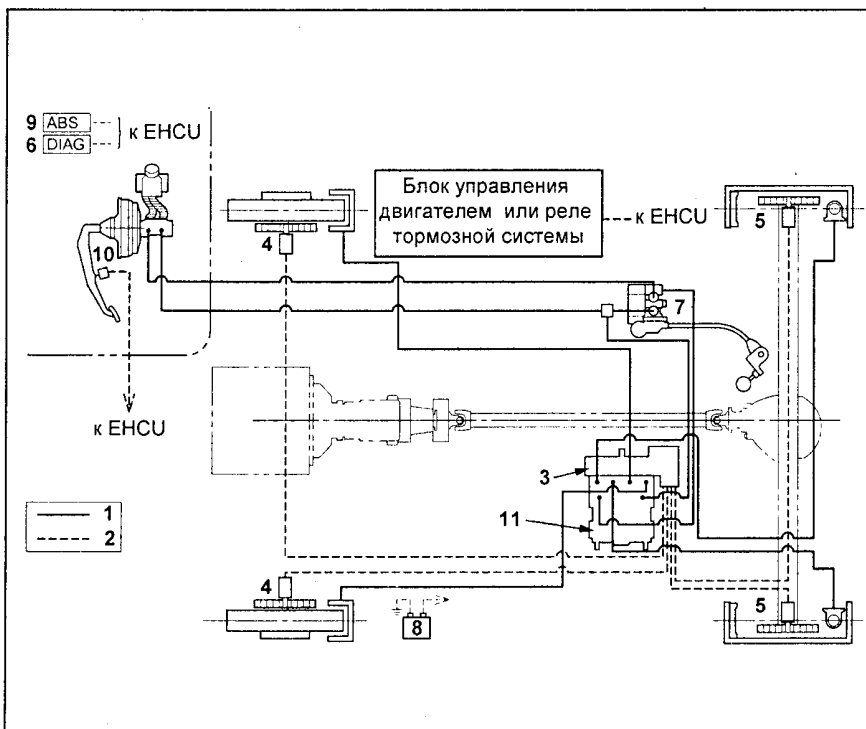 9 ABS
6 DIAG
к EHCU
10
к EHCU
4
Блок управления
двигателем или реле
тормозной системы
к EHCU
5
7
3
11
1
2
4
8
5